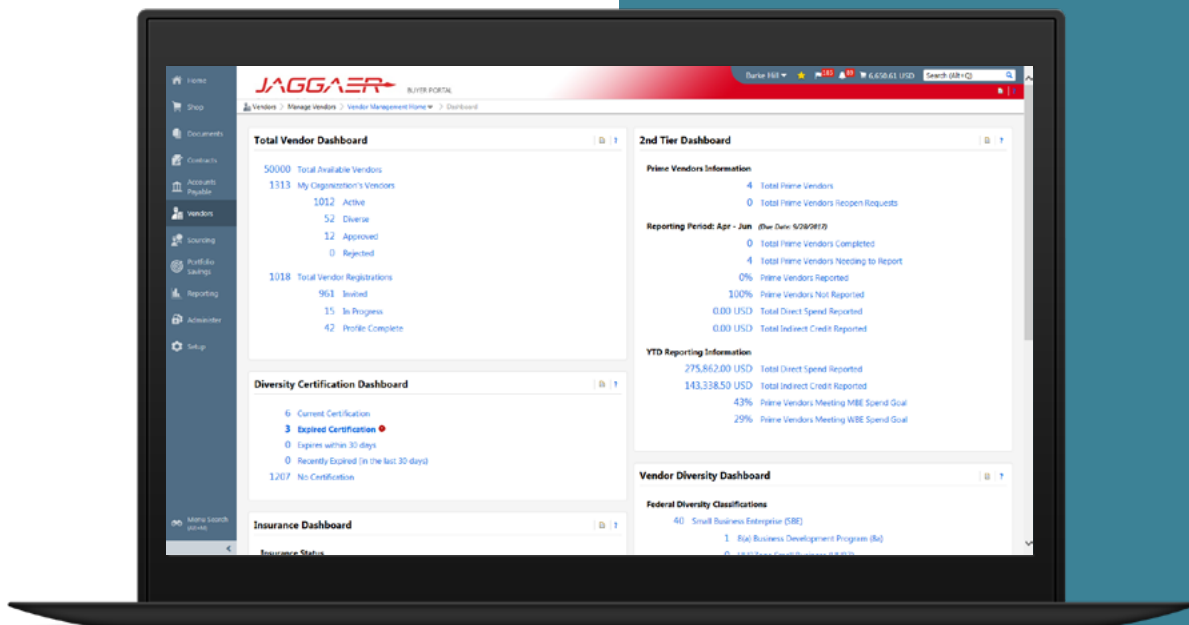 Home
Shop
Documents
Contracts
Accounts Payable
Vendors
Sourcing
Portfolio Savings
Reporting
Administer
Setup
Menu Search
(Alt+M)
JAGGAER
BUYER PORTAL
Burke Hill
6,650.61 USD
Search (Alt+Q)
Vendors > Manage Vendors > Vendor Management Home > Dashboard
Total Vendor Dashboard
50000 Total Available Vendors
1313 My Organization's Vendors
1012 Active
52 Diverse
12 Approved
0 Rejected
1018 Total Vendor Registrations
961 Invited
15 In Progress
42 Profile Complete
Diversity Certification Dashboard
6 Current Certification
3 Expired Certification
0 Expires within 30 days
0 Recently Expired (in the last 30 days)
1207 No Certification
Insurance Dashboard
Insurance Status
2nd Tier Dashboard
Prime Vendors Information
4 Total Prime Vendors
0 Total Prime Vendors Reopen Requests
Reporting Period: Apr - Jun (Due Date: 9/20/2017)
0 Total Prime Vendors Completed
4 Total Prime Vendors Needing to Report
0% Prime Vendors Reported
100% Prime Vendors Not Reported
0.00 USD Total Direct Spend Reported
0.00 USD Total Indirect Credit Reported
YTD Reporting Information
275,862.00 USD Total Direct Spend Reported
143,338.50 USD Total Indirect Credit Reported
43% Prime Vendors Meeting MBE Spend Goal
29% Prime Vendors Meeting WBE Spend Goal
Vendor Diversity Dashboard
Federal Diversity Classifications
40 Small Business Enterprise (SBE)
1 8(a) Business Development Program (8a)